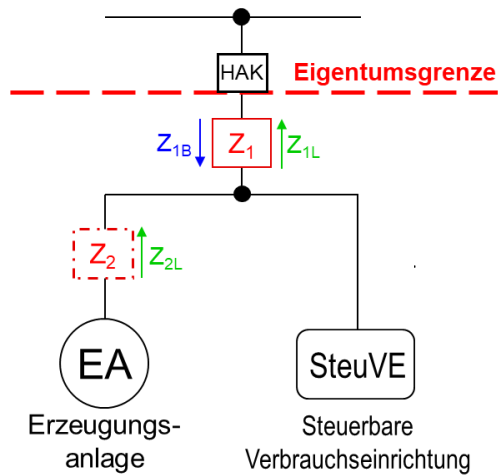 HAK
Eigentumsgrenze
Z1B
Z1
Z1L
Z2
Z2L
EA
SteuVE
Erzeugungs-
anlage
Steuerbare
Verbrauchseinrichtung